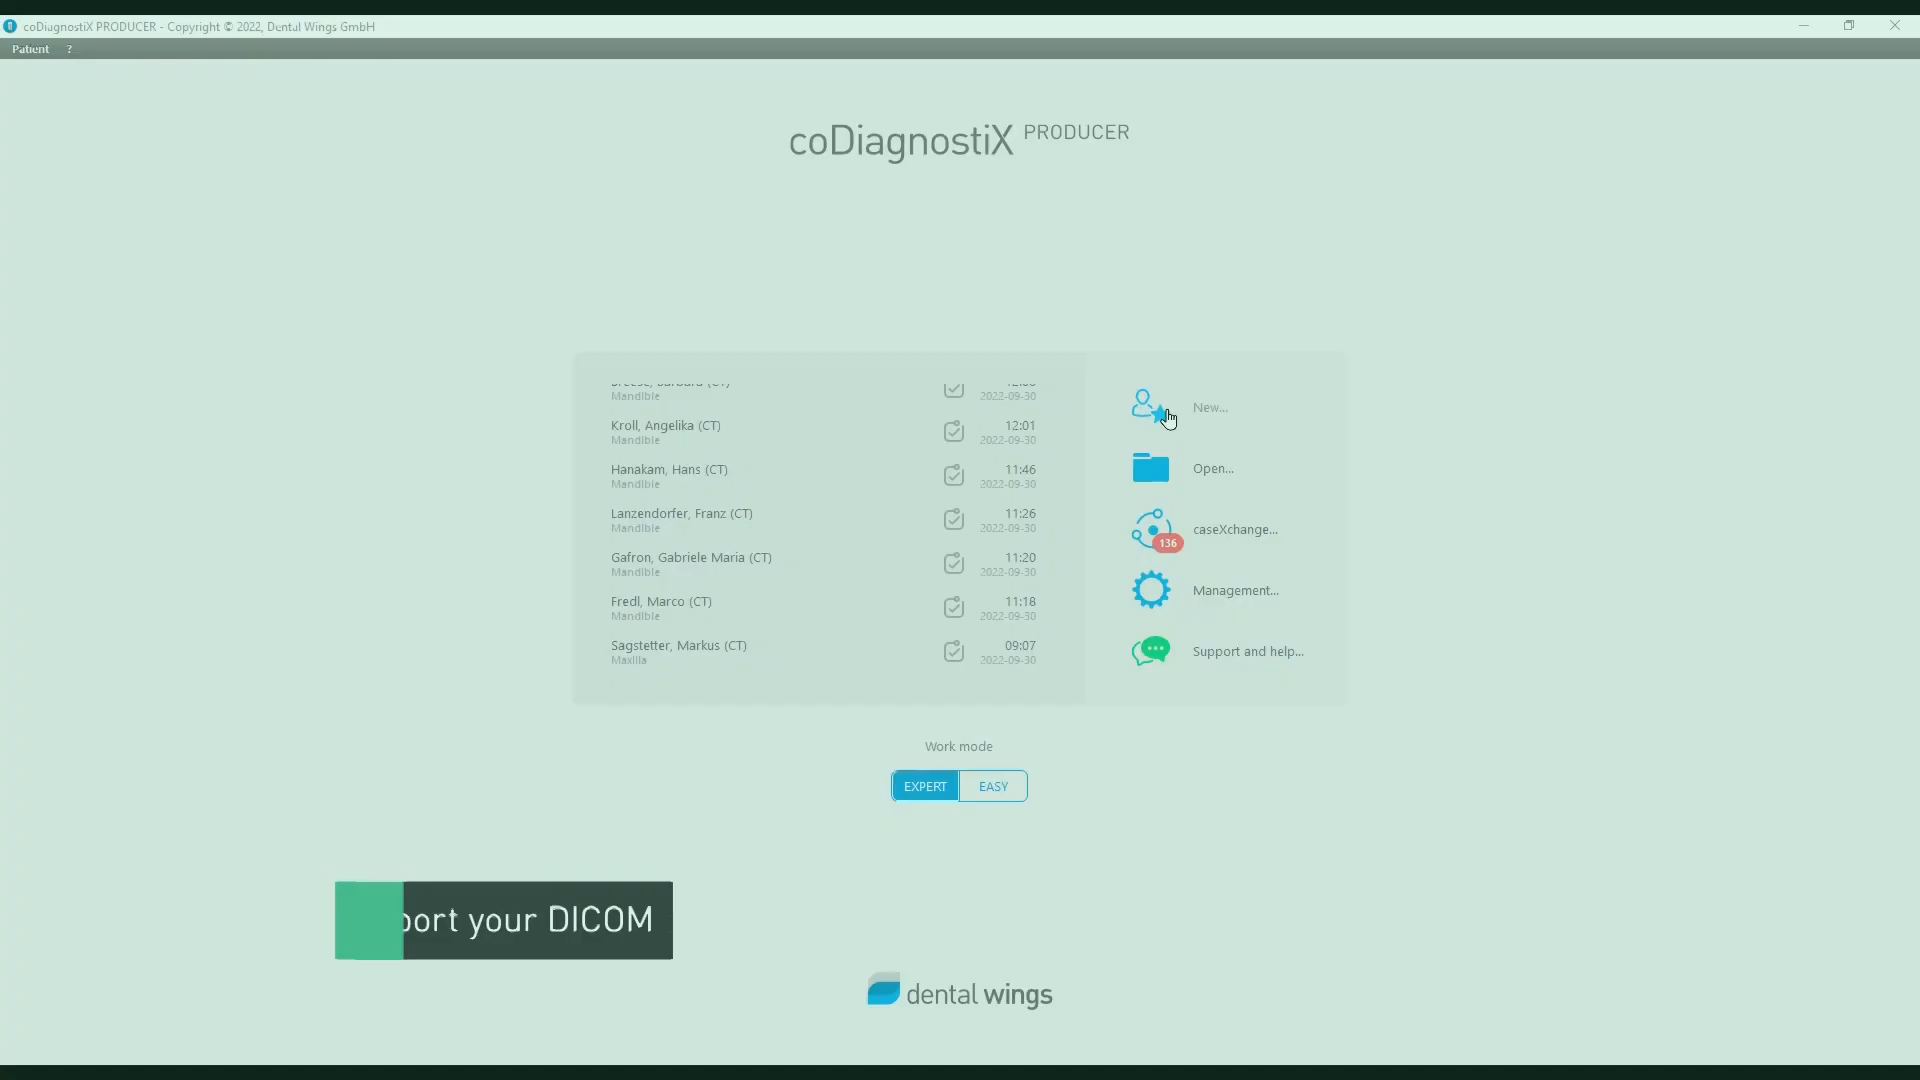 coDiagnostiX PRODUCER - Copyright © 2022, Dental Wings GmbH
Patient ?
coDiagnostiX PRODUCER
Mandible 2022-09-30
Kroll, Angelika (CT) 12:01
Mandible 2022-09-30
Hanakam, Hans (CT) 11:46
Mandible 2022-09-30
Lanzendorfer, Franz (CT) 11:26
Mandible 2022-09-30
Gafron, Gabriele Maria (CT) 11:20
Mandible 2022-09-30
Fredl, Marco (CT) 11:18
Mandible 2022-09-30
Sagstetter, Markus (CT) 09:07
Maxilla 2022-09-30
New...
Open...
caseXchange...
136
Management...
Support and help...
Work mode
EXPERT EASY
your DICOM
dental wings